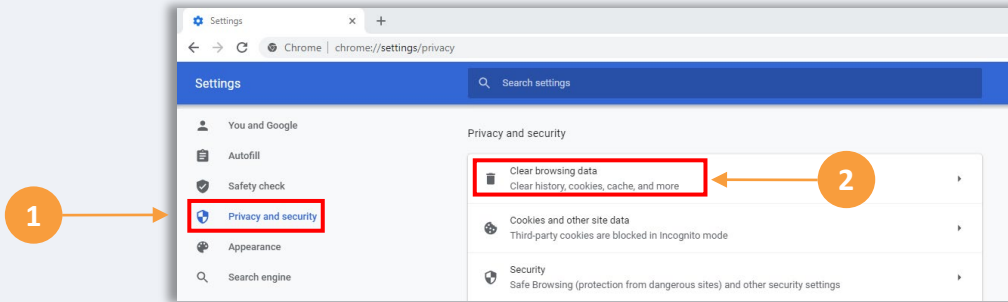 Settings
Chrome | chrome://settings/privacy
Settings
Search settings
You and Google
Autofill
Safety check
Privacy and security
Appearance
Search engine
Privacy and security
Clear browsing data
Clear history, cookies, cache, and more
Cookies and other site data
Third-party cookies are blocked in Incognito mode
Security
Safe Browsing (protection from dangerous sites) and other security settings
1
2